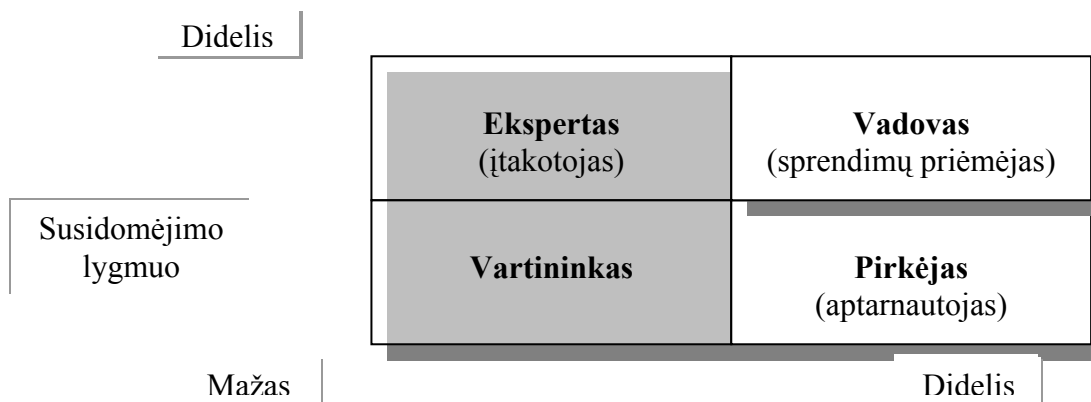 Didelis
Ekspertas
(įtakotojas)
Vadovas
(sprendimų priėmėjas)
Susidomėjimo
lygmuo
Vartininkas
Pirkėjas
(aptarnautojas)
Mažas
Didelis